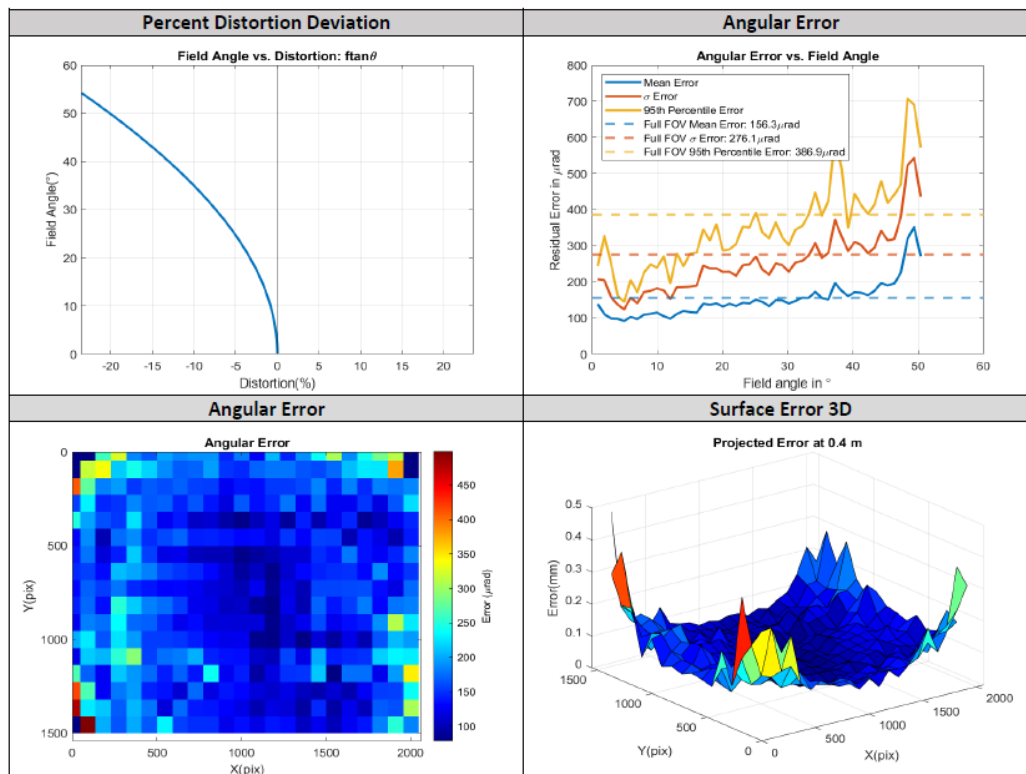 Percent Distortion Deviation
Field Angle vs. Distortion: ftanθ
60
50
40
30
20
10
0
Field Angle(°)
-20 -15 -10 -5 0 5 10 15 20
Distortion(%)
Angular Error
Angular Error vs. Field Angle
800
700
600
500
400
300
200
100
0
Residual Error in μrad
Mean Error
σ Error
95th Percentile Error
Full FOV Mean Error: 156.3μrad
Full FOV σ Error: 276.1μrad
Full FOV 95th Percentile Error: 386.9μrad
0 10 20 30 40 50 60
Field angle in °
Angular Error
Angular Error
0
500
1000
1500
Y(pix)
0 500 1000 1500 2000
X(pix)
450
400
350
300
250
200
150
100
Error (μrad)
Surface Error 3D
Projected Error at 0.4 m
0.5
0.4
0.3
0.2
0.1
0
Error(mm)
1500
1000
500
0
Y(pix)
0
500
1000
1500
2000
X(pix)